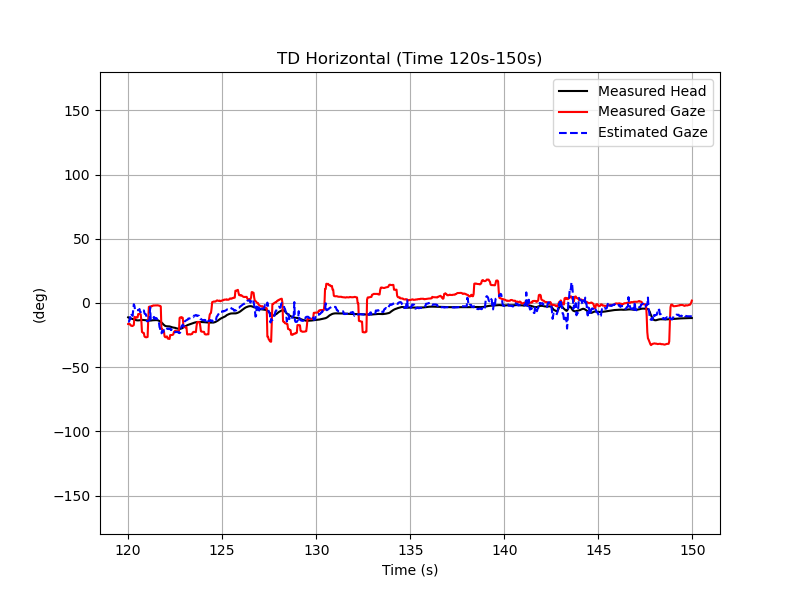 TD Horizontal (Time 120s-150s)
Measured Head
Measured Gaze
Estimated Gaze
150
100
50
0
−50
−100
−150
(deg)
120
125
130
135
140
145
150
Time (s)